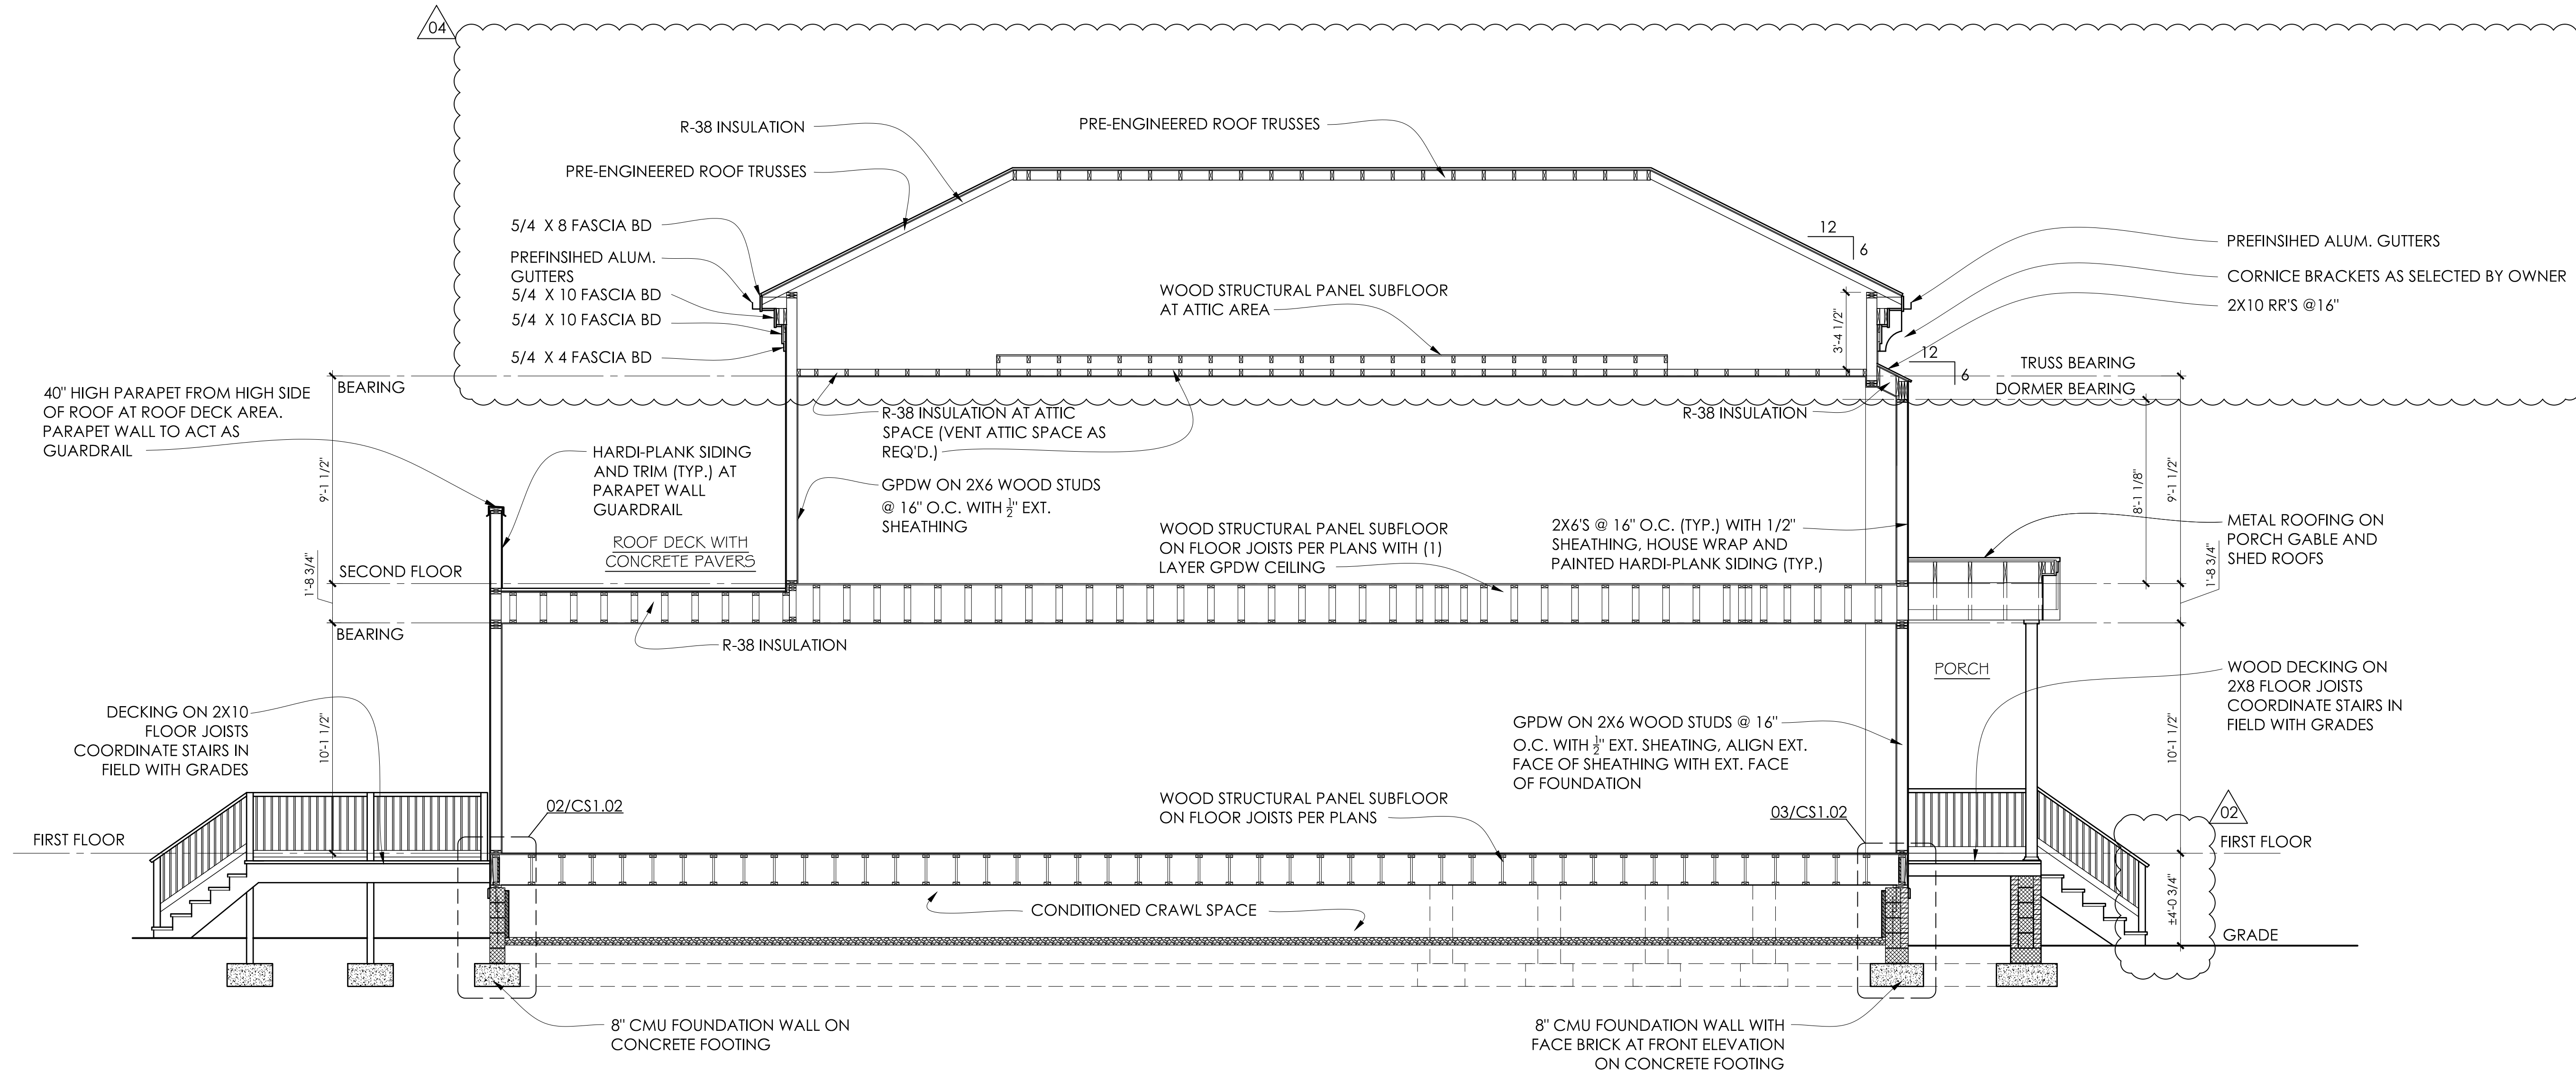 04
R-38 INSULATION
PRE-ENGINEERED ROOF TRUSSES
PRE-ENGINEERED ROOF TRUSSES
5/4 X 8 FASCIA BD
PREFINSIHED ALUM.
GUTTERS
5/4 X 10 FASCIA BD
5/4 X 10 FASCIA BD
5/4 X 4 FASCIA BD
WOOD STRUCTURAL PANEL SUBFLOOR
AT ATTIC AREA
12
6
PREFINSIHED ALUM. GUTTERS
CORNICE BRACKETS AS SELECTED BY OWNER
2X10 RR'S @16"
3'-4 1/2"
12
6
TRUSS BEARING
DORMER BEARING
BEARING
40" HIGH PARAPET FROM HIGH SIDE
OF ROOF AT ROOF DECK AREA.
PARAPET WALL TO ACT AS
GUARDRAIL
R-38 INSULATION AT ATTIC
SPACE (VENT ATTIC SPACE AS
REQ'D.)
R-38 INSULATION
HARDI-PLANK SIDING
AND TRIM (TYP.) AT
PARAPET WALL
GUARDRAIL
9'-1 1/2"
GPDW ON 2X6 WOOD STUDS
@ 16" O.C. WITH ½" EXT.
SHEATHING
8'-1 1/8"
9'-1 1/2"
ROOF DECK WITH
CONCRETE PAVERS
WOOD STRUCTURAL PANEL SUBFLOOR
ON FLOOR JOISTS PER PLANS WITH (1)
LAYER GPDW CEILING
2X6'S @ 16" O.C. (TYP.) WITH 1/2"
SHEATHING, HOUSE WRAP AND
PAINTED HARDI-PLANK SIDING (TYP.)
METAL ROOFING ON
PORCH GABLE AND
SHED ROOFS
1'-8 3/4"
SECOND FLOOR
1'-8 3/4"
BEARING
R-38 INSULATION
PORCH
WOOD DECKING ON
2X8 FLOOR JOISTS
COORDINATE STAIRS IN
FIELD WITH GRADES
DECKING ON 2X10
FLOOR JOISTS
COORDINATE STAIRS IN
FIELD WITH GRADES
10'-1 1/2"
GPDW ON 2X6 WOOD STUDS @ 16"
O.C. WITH ½" EXT. SHEATING, ALIGN EXT.
FACE OF SHEATHING WITH EXT. FACE
OF FOUNDATION
10'-1 1/2"
02/CS1.02
WOOD STRUCTURAL PANEL SUBFLOOR
ON FLOOR JOISTS PER PLANS
03/CS1.02
02
FIRST FLOOR
FIRST FLOOR
±4'-0 3/4"
CONDITIONED CRAWL SPACE
GRADE
8" CMU FOUNDATION WALL ON
CONCRETE FOOTING
8" CMU FOUNDATION WALL WITH
FACE BRICK AT FRONT ELEVATION
ON CONCRETE FOOTING